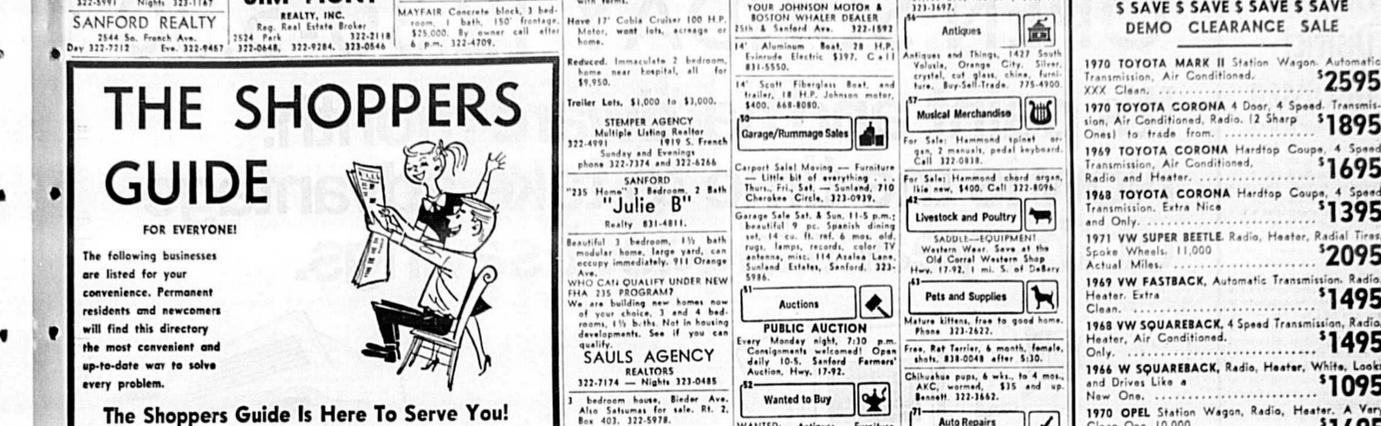 322-5991 Nights 323-1167
SANFORD REALTY
2544 So. French Ave.
Day 322-7212 Eve. 322-9457
REALTY, INC.
Reg. Real Estate Broker
2524 Park 322-2118
322-0648, 322-9284, 323-0546
MAYFAIR Concrete block, 3 bed-
room, 1 bath, 150' frontage.
$25,000. By owner call after
6 p.m. 322-4709.
THE SHOPPERS
GUIDE
FOR EVERYONE!
The following businesses
are listed for your
convenience. Permanent
residents and newcomers
will find this directory
the most convenient and
up-to-date way to solve
every problem.
The Shoppers Guide Is Here To Serve You!
with terms.
Have 17' Cobia Cruiser 100 H.P.
Motor, want lots, acreage or
home.
Reduced. Immaculate 2 bedroom,
home near hospital, all for
$9,950.
Trailer Lots, $1,000 to $3,000.
STEMPER AGENCY
Multiple Listing Realtor
322-4991 1919 S. French
Sunday and Evenings
phone 322-7374 and 322-6266
SANFORD
"235 Home" 3 Bedroom, 2 Bath
"Julie B"
Realty 831-4811.
Beautiful 3 bedroom, 1½ bath
modular home, large yard, can
occupy immediately. 911 Orange
Ave.
WHO CAN QUALIFY UNDER NEW
FHA 235 PROGRAM?
We are building new homes now
of your choice, 3 and 4 bed-
rooms, 1½ baths. Not in housing
developments. See if you can
qualify.
SAULS AGENCY
REALTORS
322-7174 — Nights 323-0485
3 bedroom house, Bieder Ave.
Also Satsumas for sale. Rt. 2,
Box 403. 322-5978.
YOUR JOHNSON MOTOR &
BOSTON WHALER DEALER
25th & Sanford Ave. 322-1592
14' Aluminum Boat, 28 H.P.
Evinrude Electric $397. Call
831-5550.
14' Scott Fiberglass Boat, and
trailer, 18 H.P. Johnson motor,
$400. 668-8080.
50
Garage/Rummage Sales
Carport Sale! Moving — Furniture
— Little bit of everything . . .
Thurs., Fri., Sat. — Sunland, 710
Cherokee Circle, 323-0939.
Garage Sale Sat. & Sun. 11-5 p.m.;
beautiful 9 pc. Spanish dining
set, 14 cu. ft. ref. 6 mos. old,
rugs, lamps, records, color TV
antenna, misc. 114 Azalea Lane,
Sunland Estates, Sanford. 323-
5986.
51
Auctions
PUBLIC AUCTION
Every Monday night, 7:30 p.m.
Consignments welcomed! Open
daily 10-5. Sanford Farmers'
Auction, Hwy. 17-92.
52
Wanted to Buy
WANTED: Antiques, Furniture
56
Antiques
Antiques and Things, 1427 South
Volusia, Orange City. Silver,
crystal, cut glass, china, furni-
ture. Buy-Sell-Trade. 775-4900.
57
Musical Merchandise
For Sale: Hammond spinet or-
gan, 2 manuals, pedal keyboard.
Call 322-0838.
For Sale: Hammond chord organ,
like new, $400. Call 322-8096.
62
Livestock and Poultry
SADDLE—EQUIPMENT
Western Wear. Save at the
Old Corral Western Shop
Hwy. 17-92, 1 mi. S. of DeBary
63
Pets and Supplies
Mature kittens, free to good home.
Phone 323-2622.
Free, Rat Terrier, 6 month, female,
shots. 838-0048 after 5:30.
Chihuahua pups, 6 wks. to 4 mos.,
AKC, wormed, $35 and up.
Bennett. 322-3662.
71
Auto Repairs
$ SAVE $ SAVE $ SAVE $ SAVE
DEMO CLEARANCE SALE
1970 TOYOTA MARK II Station Wagon. Automatic
Transmission, Air Conditioned.
XXX Clean. $2595
1970 TOYOTA CORONA 4 Door, 4 Speed. Transmis-
sion, Air Conditioned, Radio. (2 Sharp
Ones) to trade from. $1895
1969 TOYOTA CORONA Hardtop Coupe, 4 Speed
Transmission, Air Conditioned,
Radio and Heater. $1695
1968 TOYOTA CORONA Hardtop Coupe, 4 Speed
Transmission. Extra Nice
and Only. $1395
1971 VW SUPER BEETLE. Radio, Heater, Radial Tires
Spoke Wheels. 11,000
Actual Miles. $2095
1969 VW FASTBACK, Automatic Transmission. Radio,
Heater. Extra
Clean. $1495
1968 VW SQUAREBACK, 4 Speed Transmission, Radio,
Heater, Air Conditioned.
Only. $1495
1966 W SQUAREBACK, Radio, Heater, White, Looks
and Drives Like a
New One. $1095
1970 OPEL Station Wagon, Radio, Heater. A Very